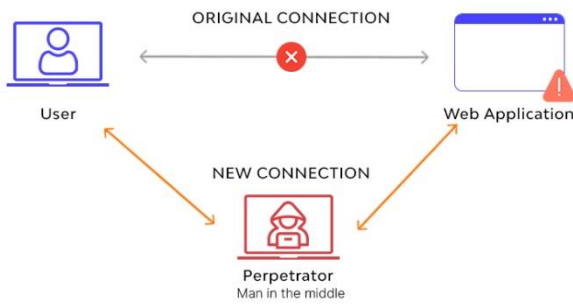 ORIGINAL CONNECTION
User
Web Application
NEW CONNECTION
Perpetrator
Man in the middle